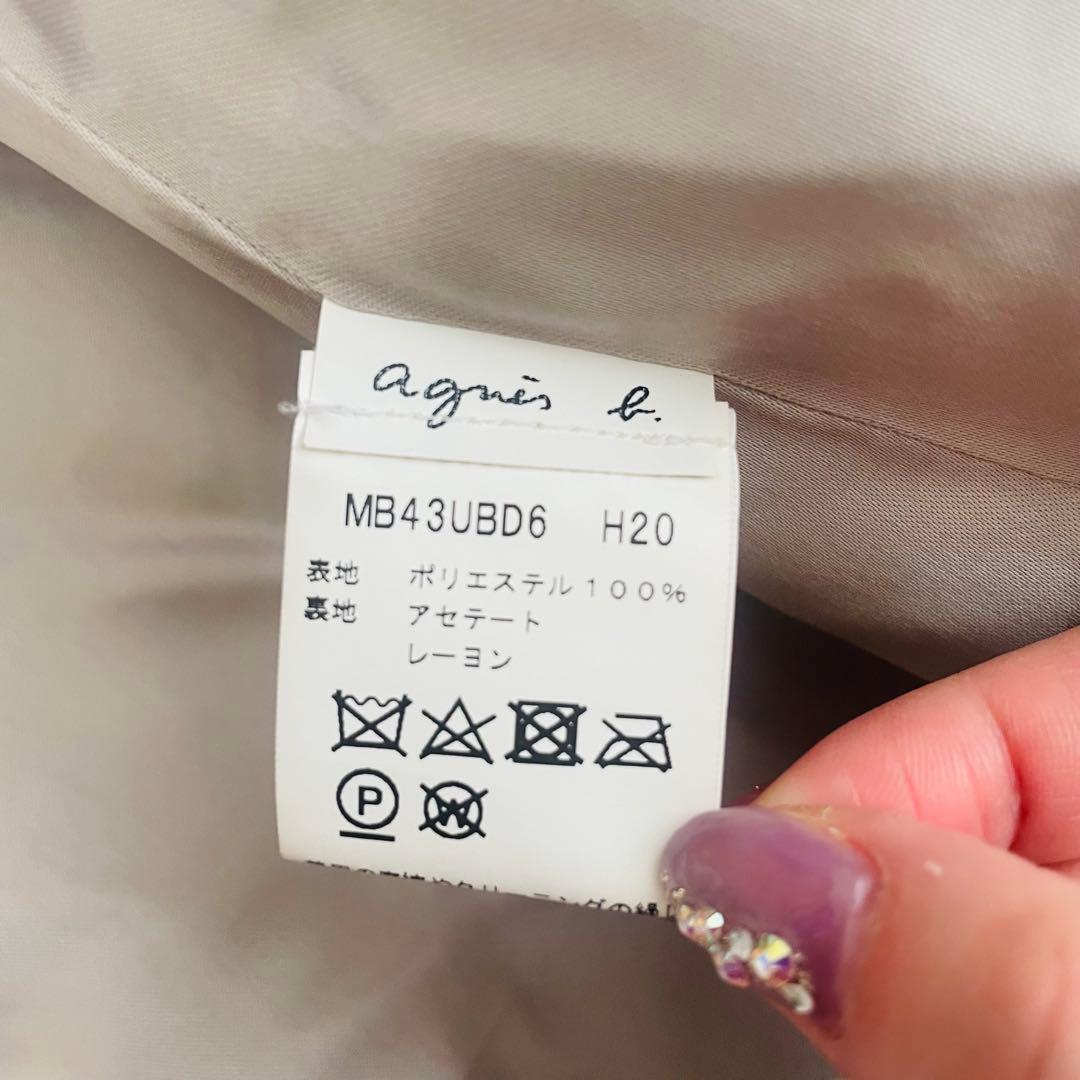 agnès b.
MB43UBD6 H20
表地 ポリエステル100%
裏地 アセテート
レーヨン
P
W